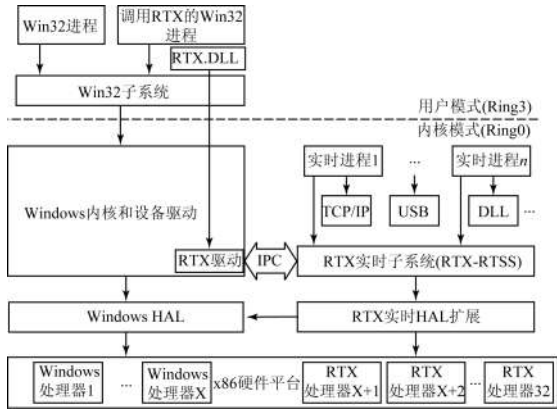 Win32进程
调用RTX的Win32
进程
RTX.DLL
Win32子系统
用户模式(Ring3)
内核模式(Ring0)
实时进程1
...
实时进程n
TCP/IP
USB
DLL
...
Windows内核和设备驱动
RTX驱动
IPC
RTX实时子系统(RTX-RTSS)
Windows HAL
RTX实时HAL扩展
Windows
处理器1
...
Windows
处理器X
x86硬件平台
RTX
处理器X+1
RTX
处理器X+2
...
RTX
处理器32